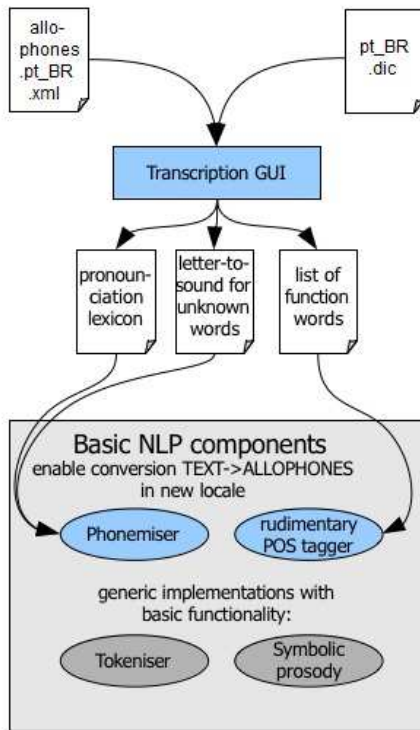 allo-
phones
.pt_BR
.xml
pt_BR
.dic
Transcription GUI
pronoun-
ciation
lexicon
letter-to-
sound for
unknown
words
list of
function
words
Basic NLP components
enable conversion TEXT->ALLOPHONES
in new locale
Phonemiser
rudimentary
POS tagger
generic implementations with
basic functionality:
Tokeniser
Symbolic
prosody